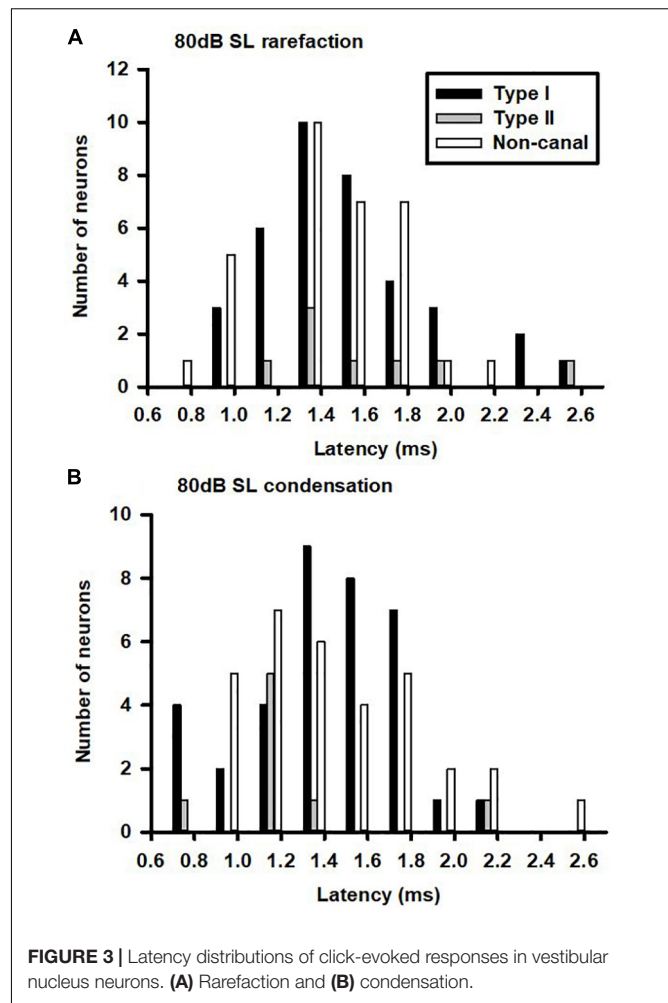 A
80dB SL rarefaction
12
10
8
6
4
2
0
Number of neurons
Type I
Type II
Non-canal
0.6 0.8 1.0 1.2 1.4 1.6 1.8 2.0 2.2 2.4 2.6
Latency (ms)
B
80dB SL condensation
10
8
6
4
2
0
Number of neurons
0.6 0.8 1.0 1.2 1.4 1.6 1.8 2.0 2.2 2.4 2.6
Latency (ms)
FIGURE 3 | Latency distributions of click-evoked responses in vestibular
nucleus neurons. (A) Rarefaction and (B) condensation.